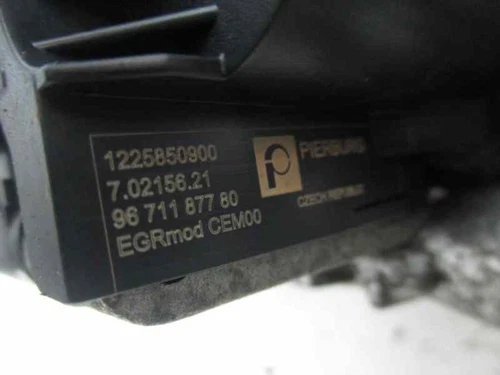 1225850900
7.02156.21
96 711 877 80
EGRmod CEM00
PIERBURG
CZECH REPUBLIC